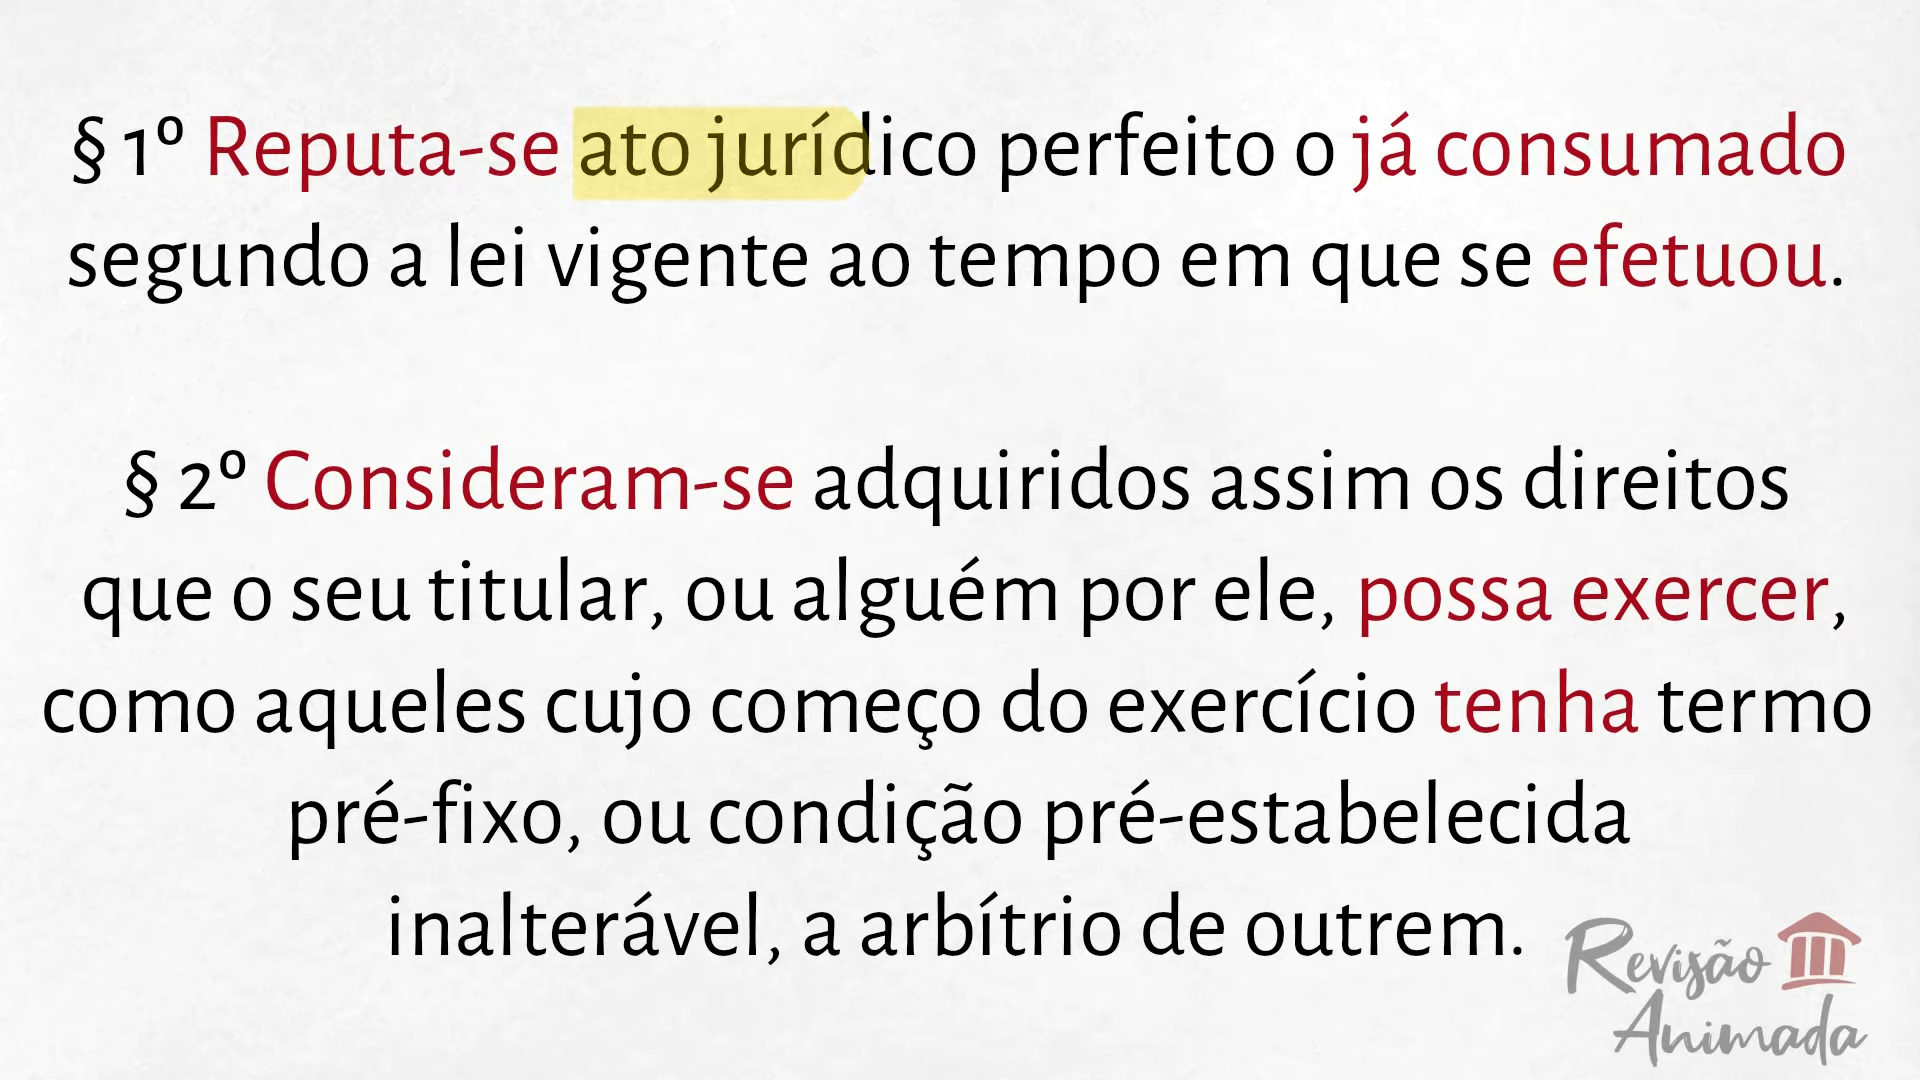 § 1º Reputa-se ato jurídico perfeito o já consumado
segundo a lei vigente ao tempo em que se efetuou.
§ 2º Consideram-se adquiridos assim os direitos
que o seu titular, ou alguém por ele, possa exercer,
como aqueles cujo começo do exercício tenha termo
pré-fixo, ou condição pré-estabelecida
inalterável, a arbítrio de outrem.
Revisão
Animada